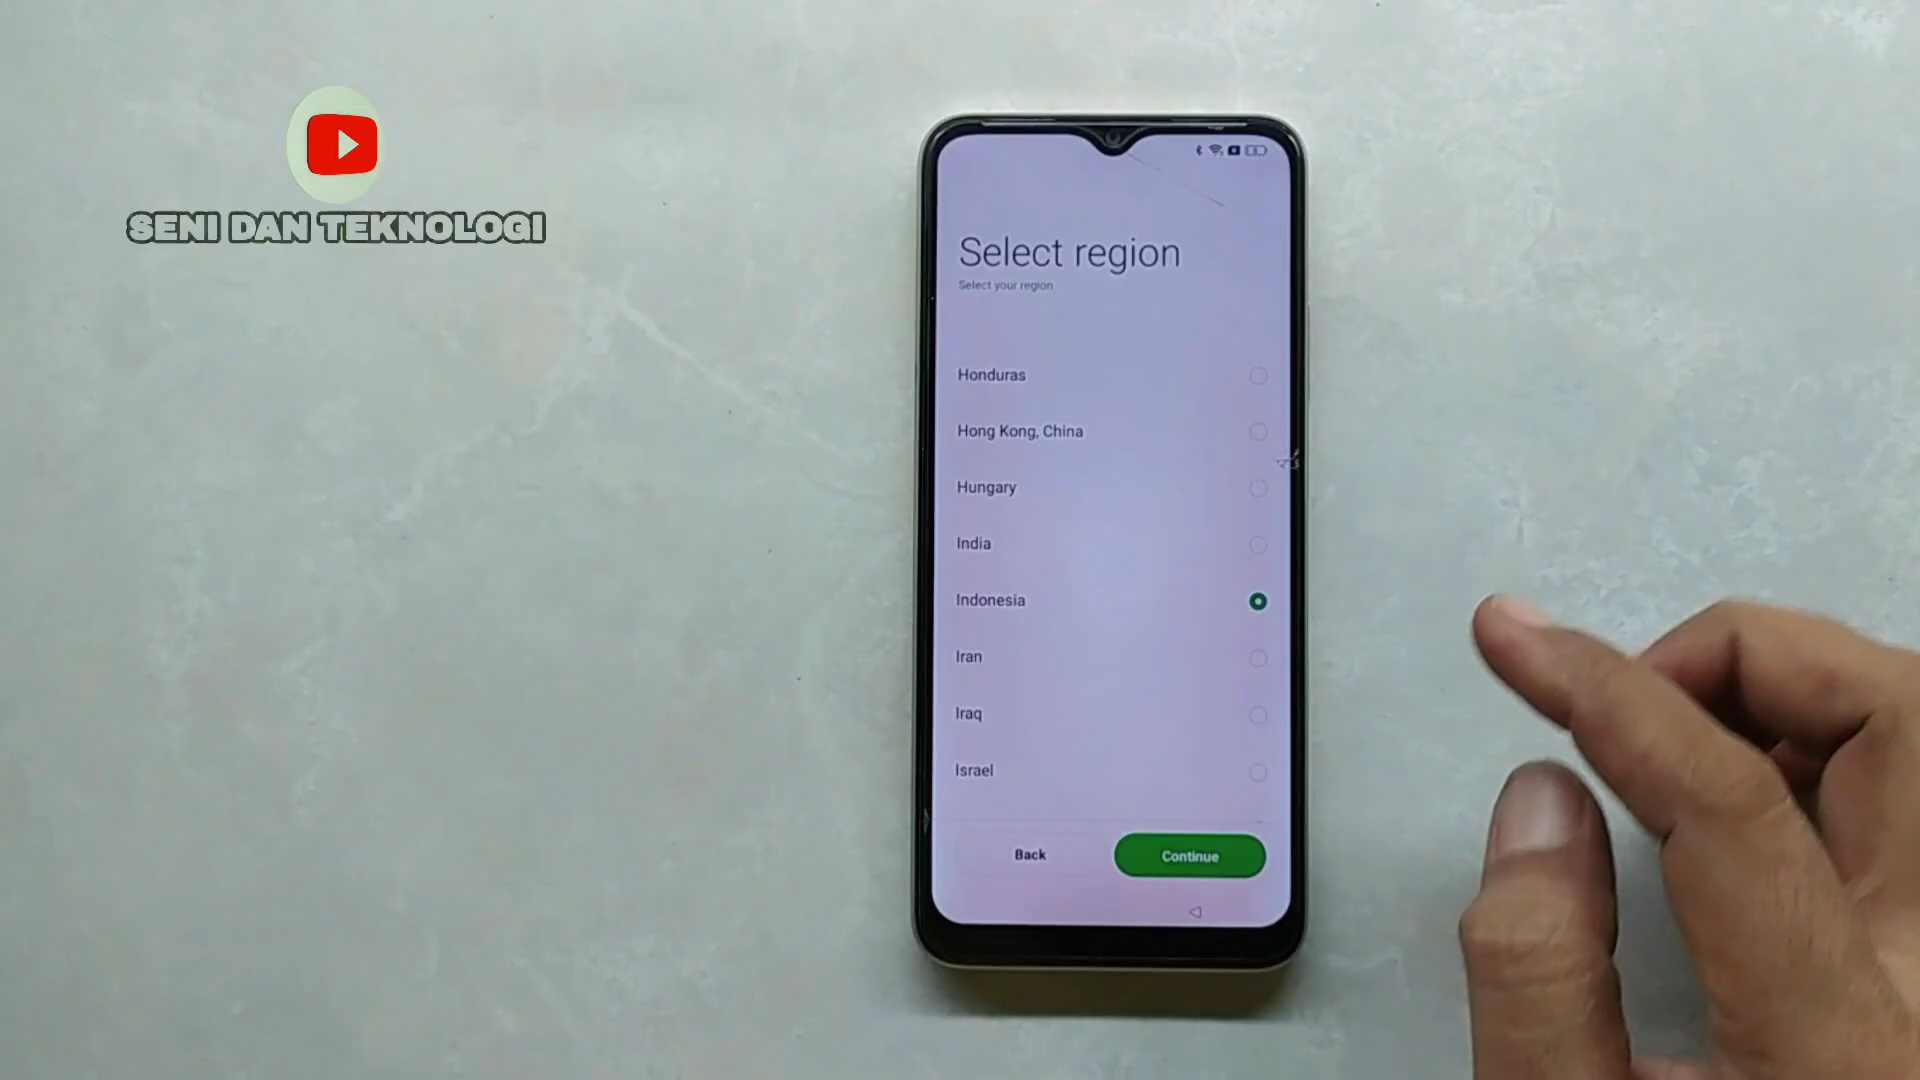 SENI DAN TEKNOLOGI
Select region
Select your region
Honduras
Hong Kong, China
Hungary
India
Indonesia
Iran
Iraq
Israel
Back
Continue